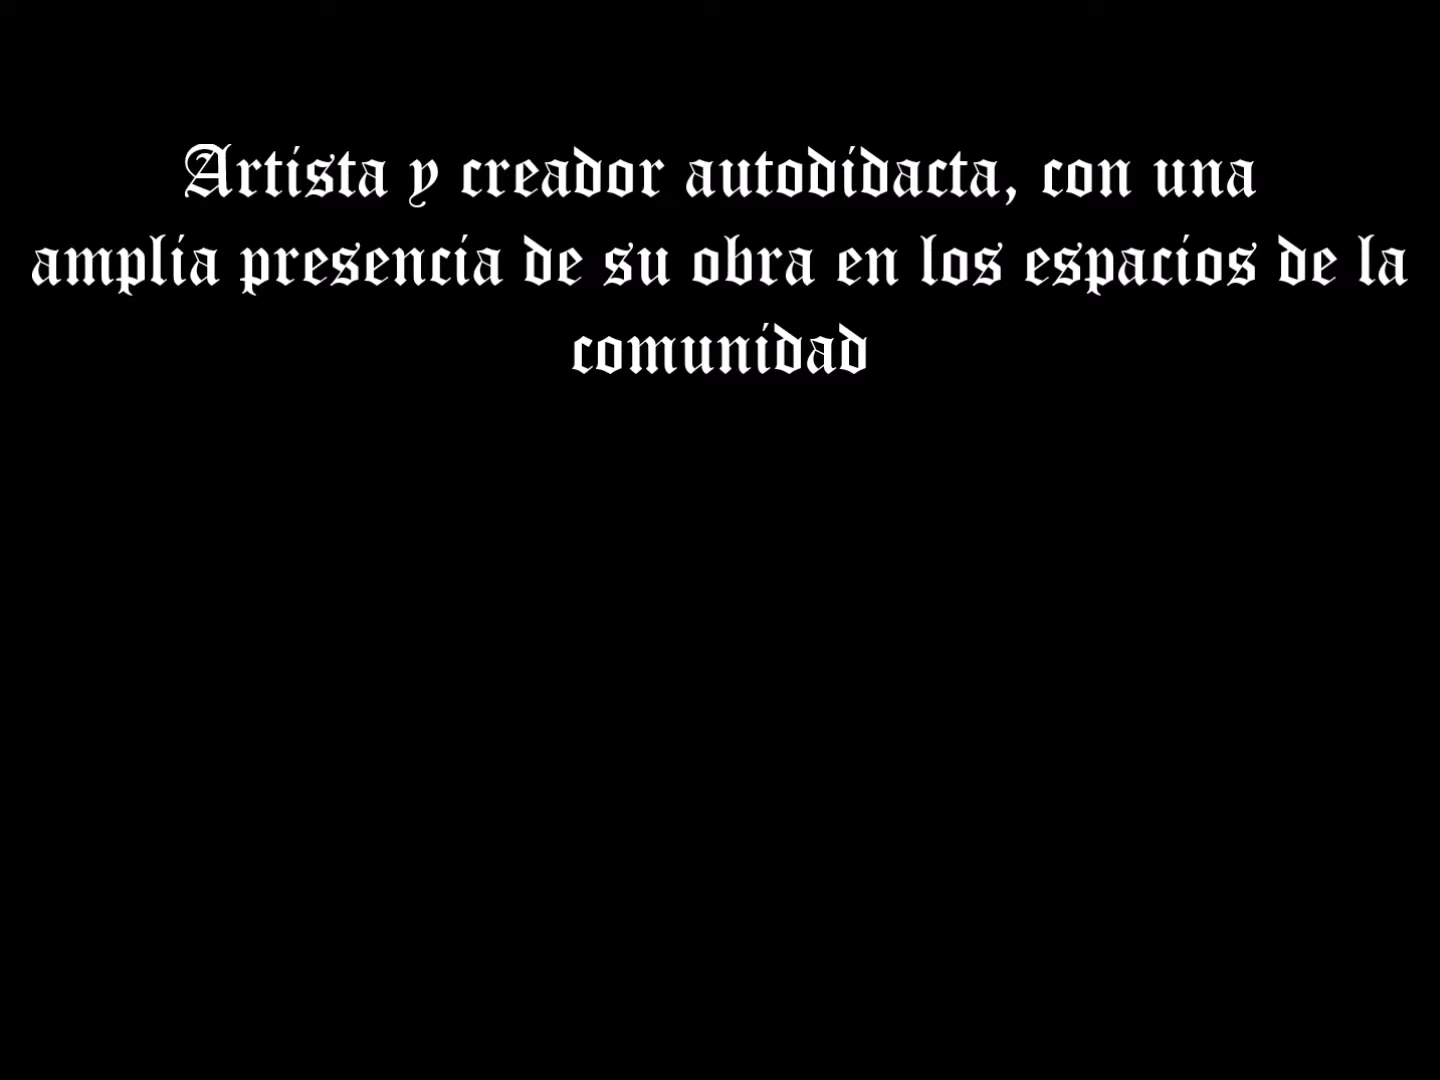 Artista y creador autodidacta, con una
amplia presencia de su obra en los espacios de la
comunidad